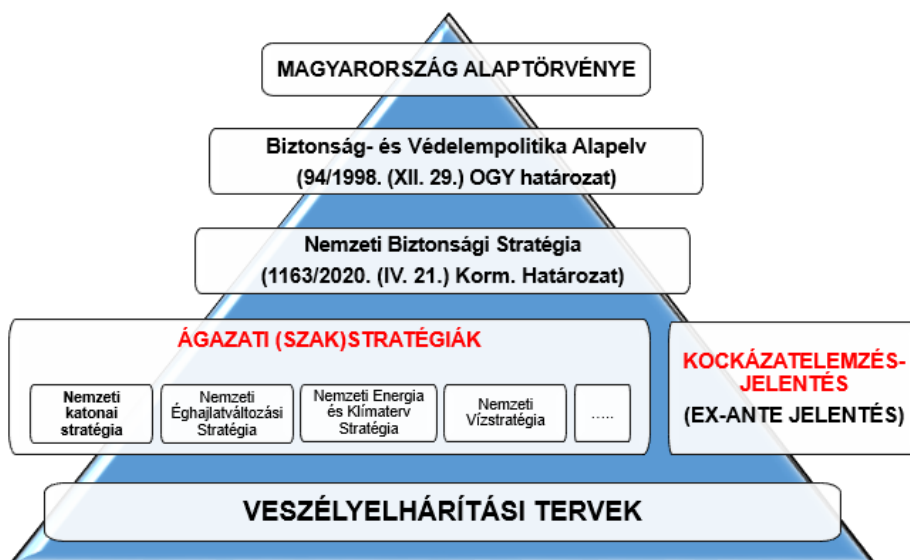 MAGYARORSZÁG ALAPTÖRVÉNYE
Biztonság- és Védelempolitika Alapelv
(94/1998. (XII. 29.) OGY határozat)
Nemzeti Biztonsági Stratégia
(1163/2020. (IV. 21.) Korm. Határozat)
ÁGAZATI (SZAK)STRATÉGIÁK
Nemzeti
katonai
stratégia
Nemzeti
Éghajlatváltozási
Stratégia
Nemzeti Energia
és Klímaterv
Stratégia
Nemzeti
Vízstratégia
.....
KOCKÁZATELEMZÉS-
JELENTÉS
(EX-ANTE JELENTÉS)
VESZÉLYELHÁRÍTÁSI TERVEK